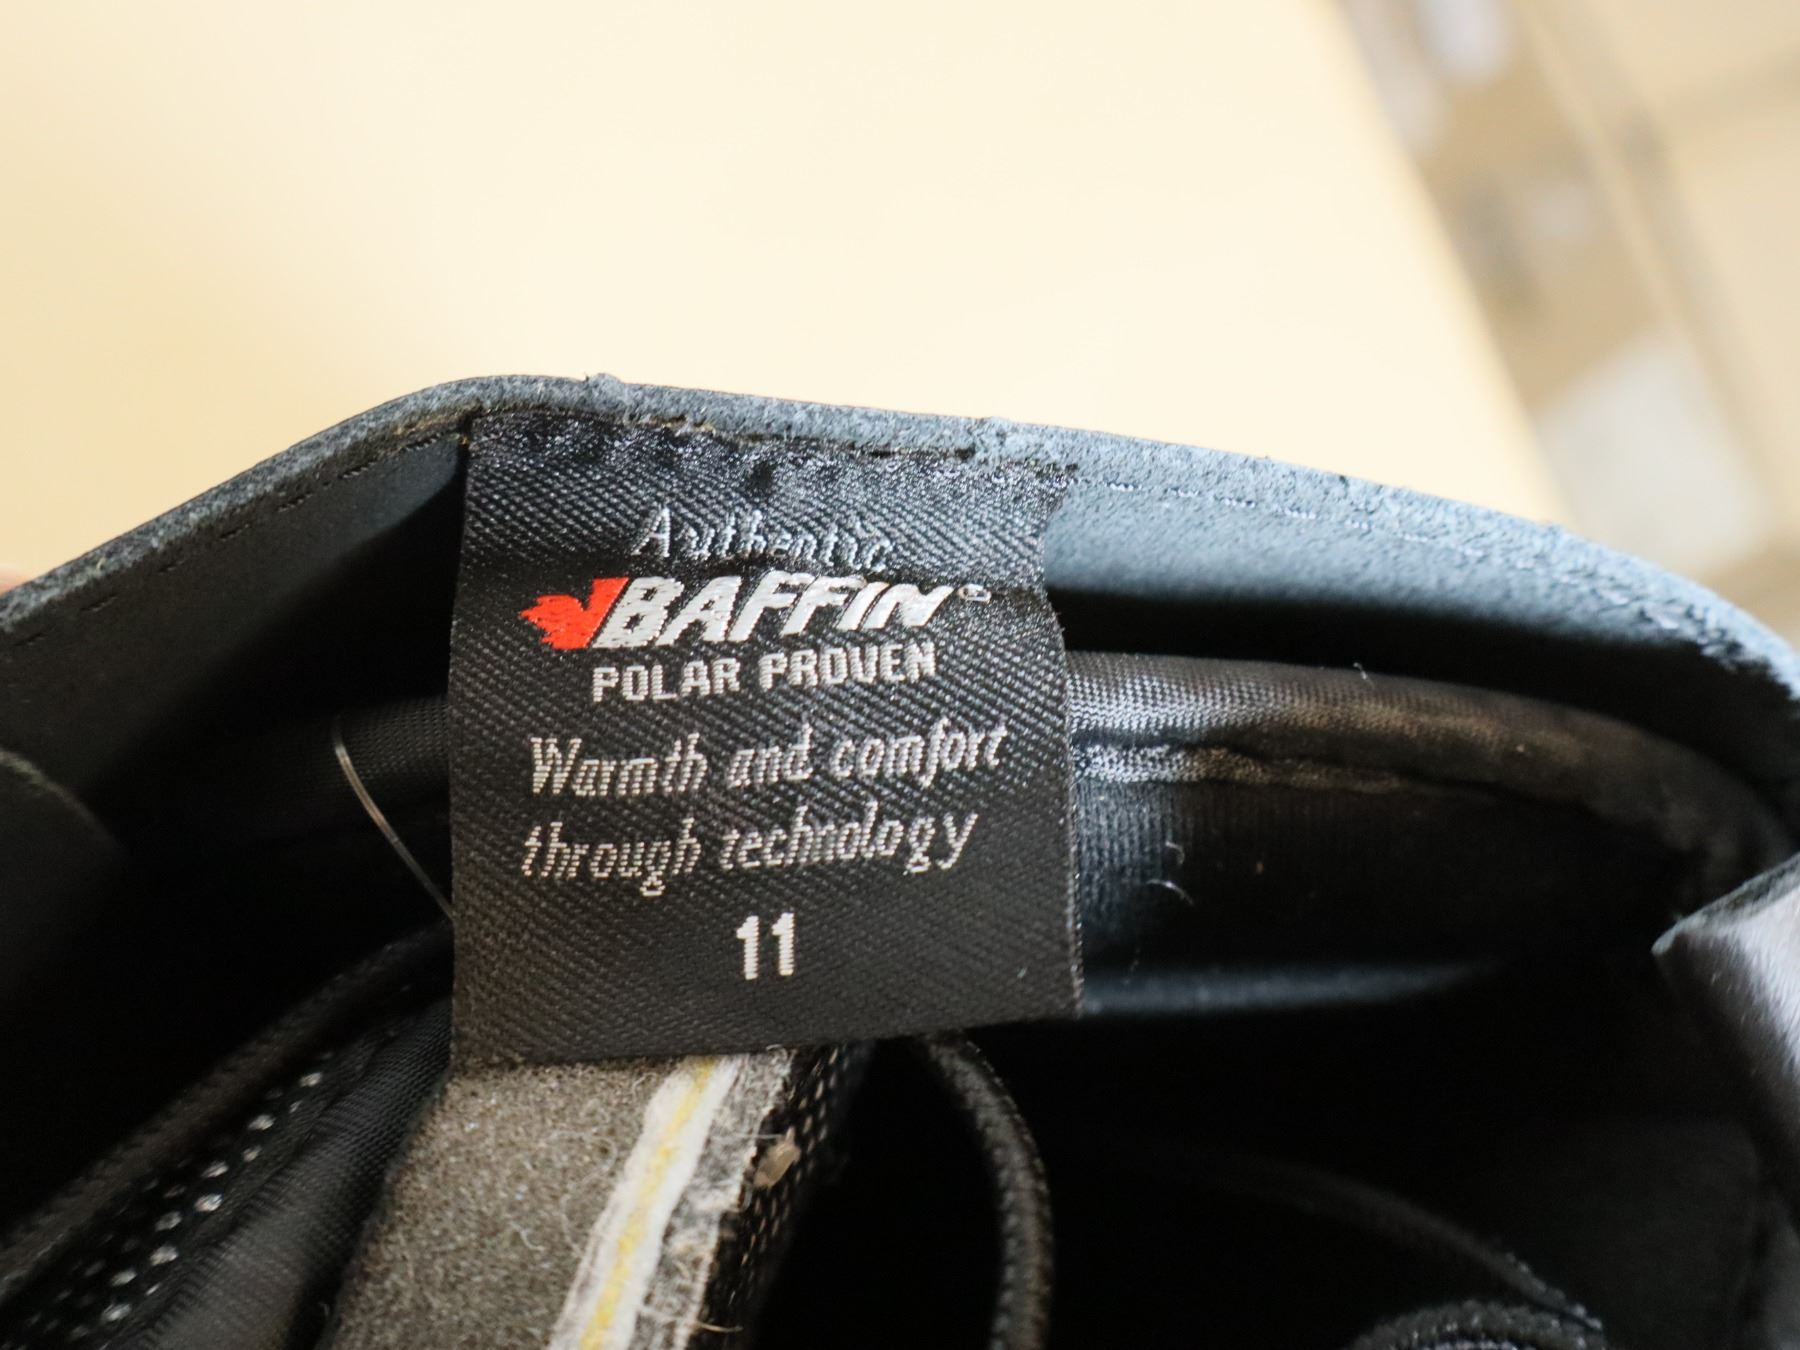 Authentic
BAFFIN®
POLAR PROVEN
Warmth and comfort
through technology
11